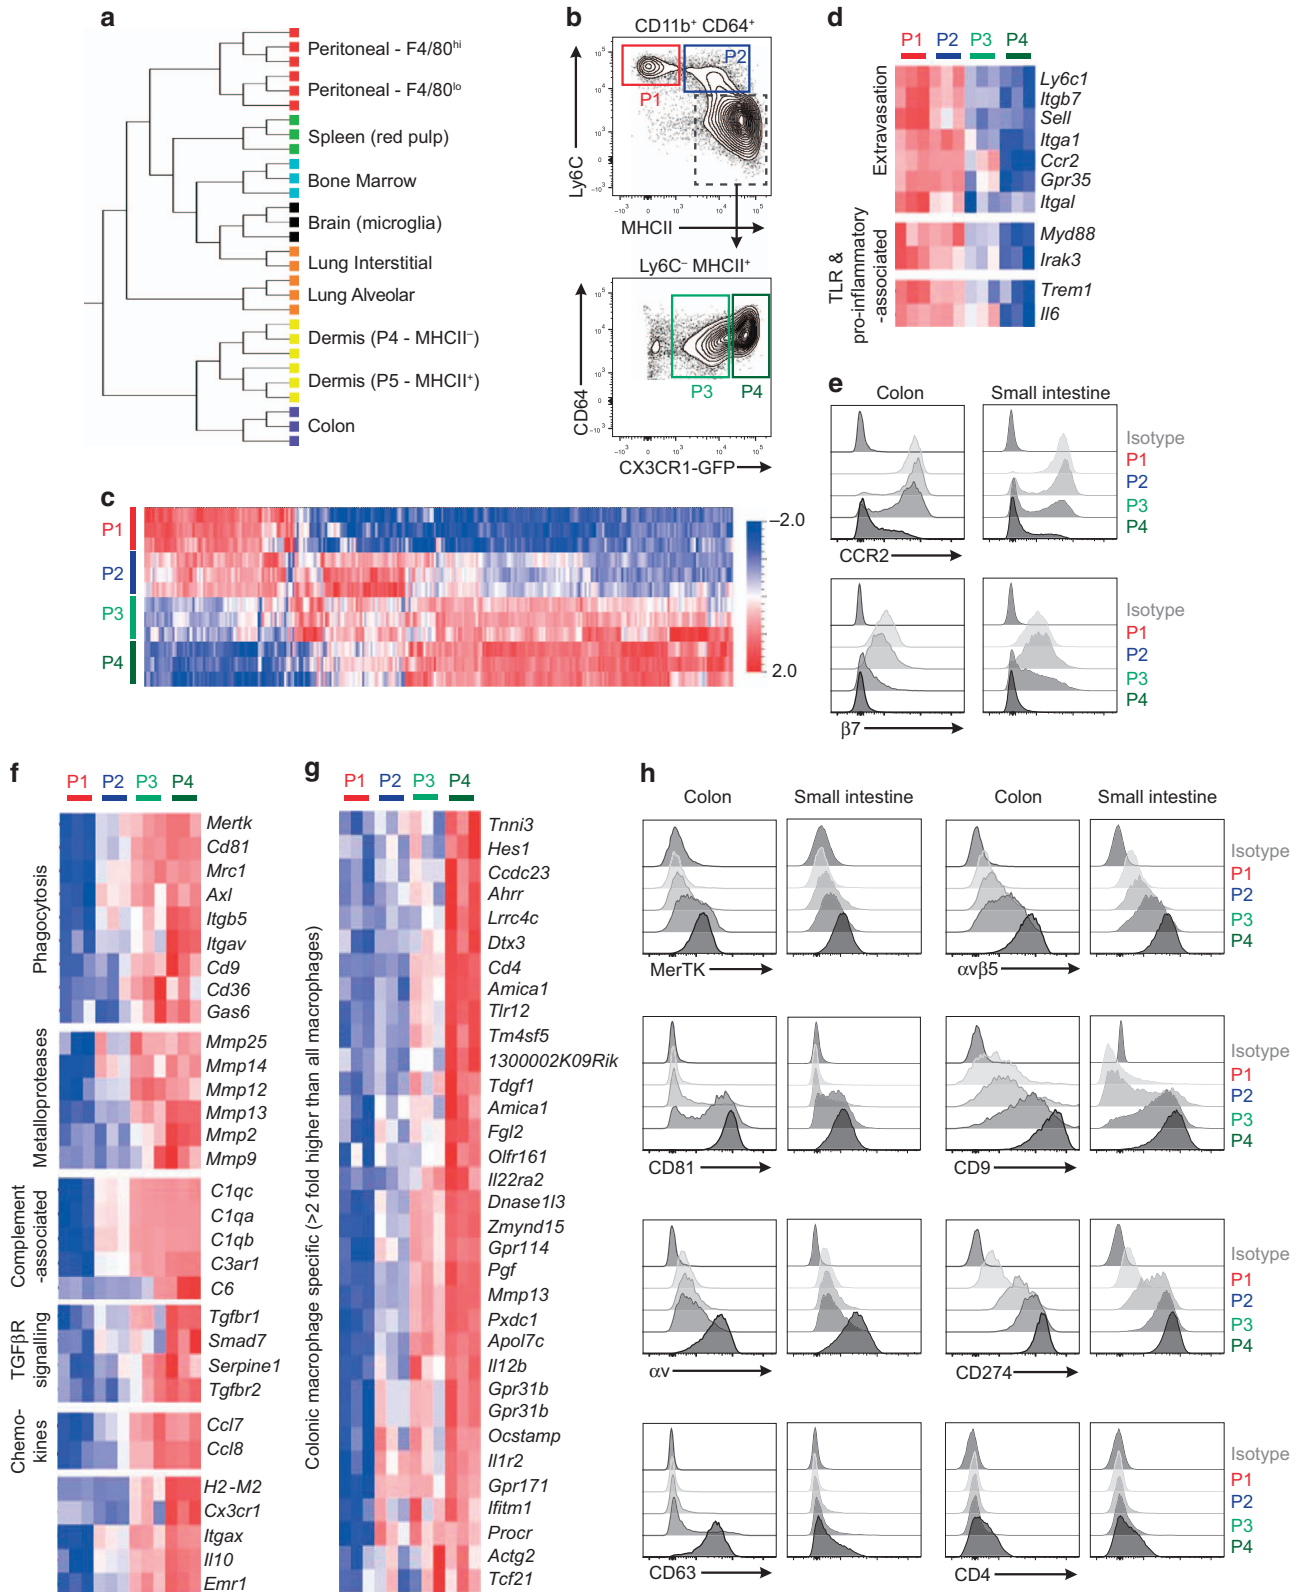 a
Peritoneal - F4/80hi
Peritoneal - F4/80lo
Spleen (red pulp)
Bone Marrow
Brain (microglia)
Lung Interstitial
Lung Alveolar
Dermis (P4 - MHCII–)
Dermis (P5 - MHCII+)
Colon
b
CD11b+ CD64+
P1
P2
Ly6C
MHCII
Ly6C– MHCII+
P3
P4
CD64
CX3CR1-GFP
c
P1
P2
P3
P4
–2.0
2.0
d
P1 P2 P3 P4
Extravasation
Ly6c1
Itgb7
Sell
Itga1
Ccr2
Gpr35
Itgal
TLR &
pro-inflammatory
-associated
Myd88
Irak3
Trem1
Il6
e
Colon
Small intestine
Isotype
P1
P2
P3
P4
CCR2
Isotype
P1
P2
P3
P4
β7
f
P1 P2 P3 P4
Phagocytosis
Mertk
Cd81
Mrc1
Axl
Itgb5
Itgav
Cd9
Cd36
Gas6
Metalloproteases
Mmp25
Mmp14
Mmp12
Mmp13
Mmp2
Mmp9
Complement
-associated
C1qc
C1qa
C1qb
C3ar1
C6
TGFβR
signalling
Tgfbr1
Smad7
Serpine1
Tgfbr2
Chemo-
kines
Ccl7
Ccl8
H2-M2
Cx3cr1
Itgax
Il10
Emr1
g
P1 P2 P3 P4
Colonic macrophage specific (>2 fold higher than all macrophages)
Tnni3
Hes1
Ccdc23
Ahrr
Lrrc4c
Dtx3
Cd4
Amica1
Tlr12
Tm4sf5
1300002K09Rik
Tdgf1
Amica1
Fgl2
Olfr161
Il22ra2
Dnase1l3
Zmynd15
Gpr114
Pgf
Mmp13
Pxdc1
Apol7c
Il12b
Gpr31b
Gpr31b
Ocstamp
Il1r2
Gpr171
Ifitm1
Procr
Actg2
Tcf21
h
Colon
Small intestine
Colon
Small intestine
Isotype
P1
P2
P3
P4
MerTK
αvβ5
Isotype
P1
P2
P3
P4
CD81
CD9
Isotype
P1
P2
P3
P4
αv
CD274
Isotype
P1
P2
P3
P4
CD63
CD4